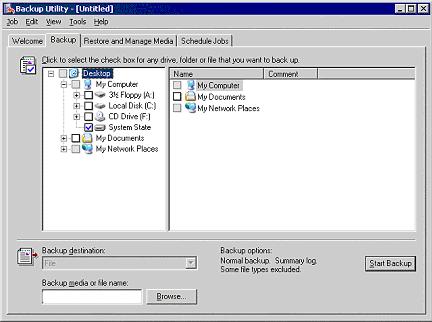 Backup Utility - [Untitled]
Job Edit View Tools Help
Welcome Backup Restore and Manage Media Schedule Jobs
Click to select the check box for any drive, folder or file that you want to back up.
Desktop
My Computer
3½ Floppy (A:)
Local Disk (C:)
CD Drive (F:)
System State
My Documents
My Network Places
Name Comment
My Computer
My Documents
My Network Places
Backup destination:
File
Backup media or file name:
Browse...
Backup options:
Normal backup. Summary log.
Some file types excluded.
Start Backup